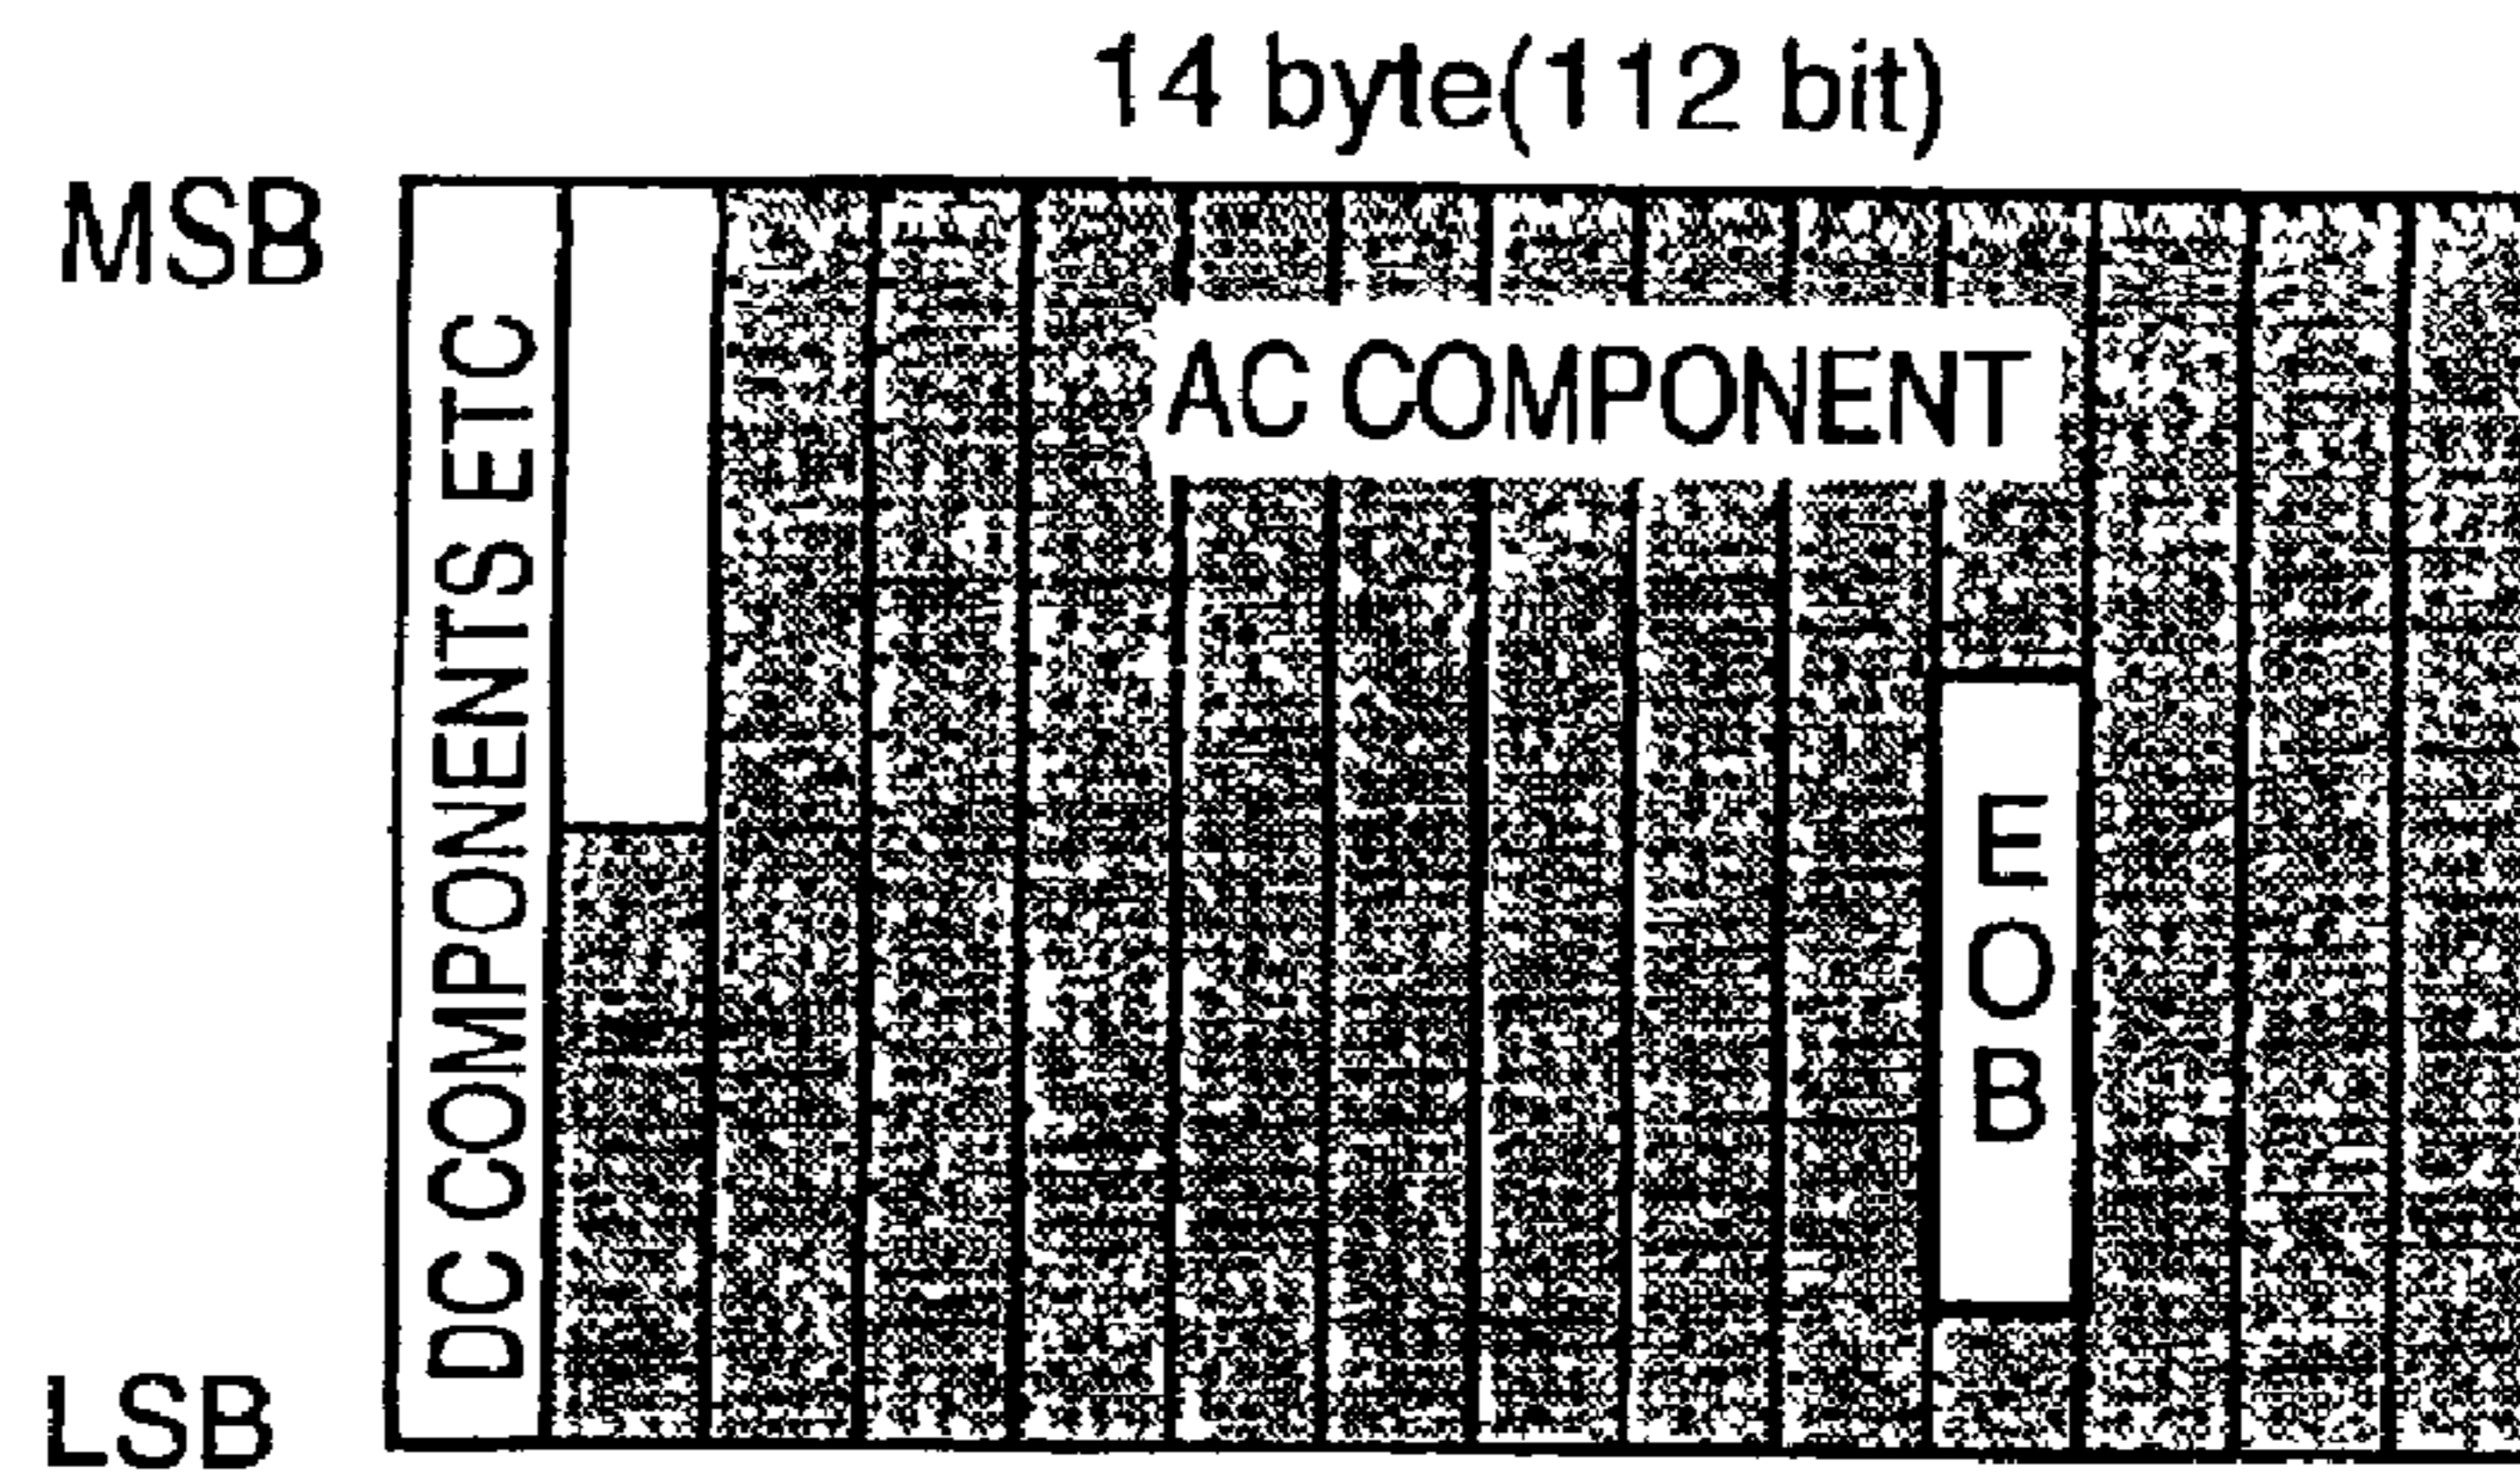 14 byte(112 bit)
MSB
DC COMPONENTS ETC
AC COMPONENT
EOB
LSB